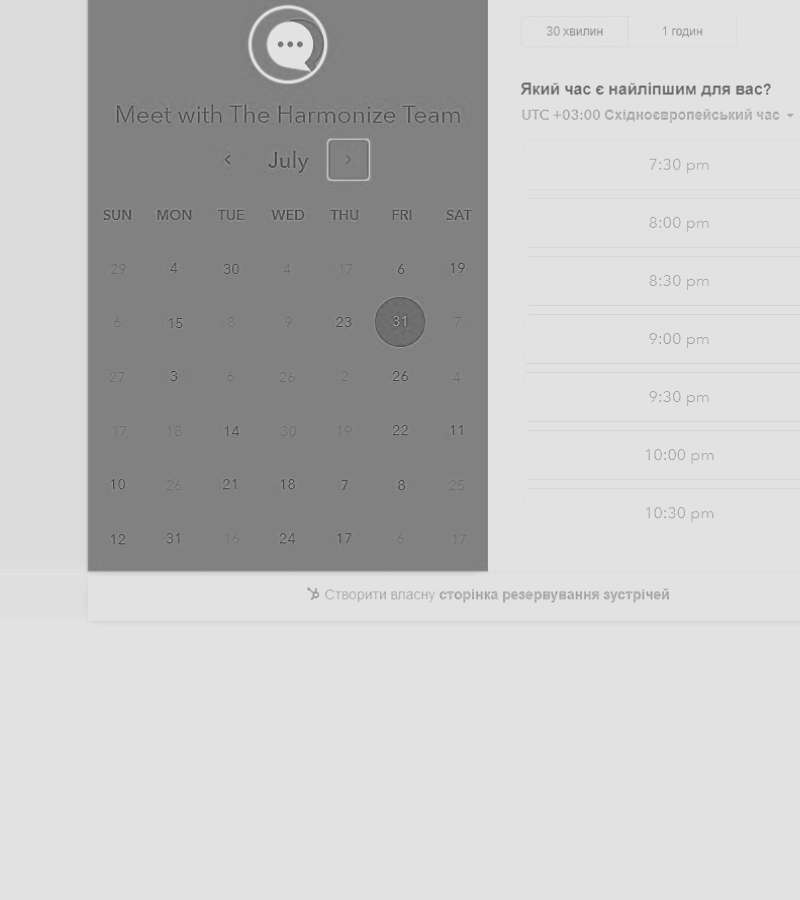 Meet with The Harmonize Team
July
SUN MON TUE WED THU FRI SAT
29 4 30 4 17 6 19
6 15 8 9 23 31 7
27 3 6 26 2 26 4
17 18 14 30 19 22 11
10 26 21 18 7 8 25
12 31 16 24 17 6 17
30 хвилин 1 годин
Який час є найліпшим для вас?
UTC +03:00 Східноєвропейський час
7:30 pm
8:00 pm
8:30 pm
9:00 pm
9:30 pm
10:00 pm
10:30 pm
Створити власну сторінка резервування зустрічей